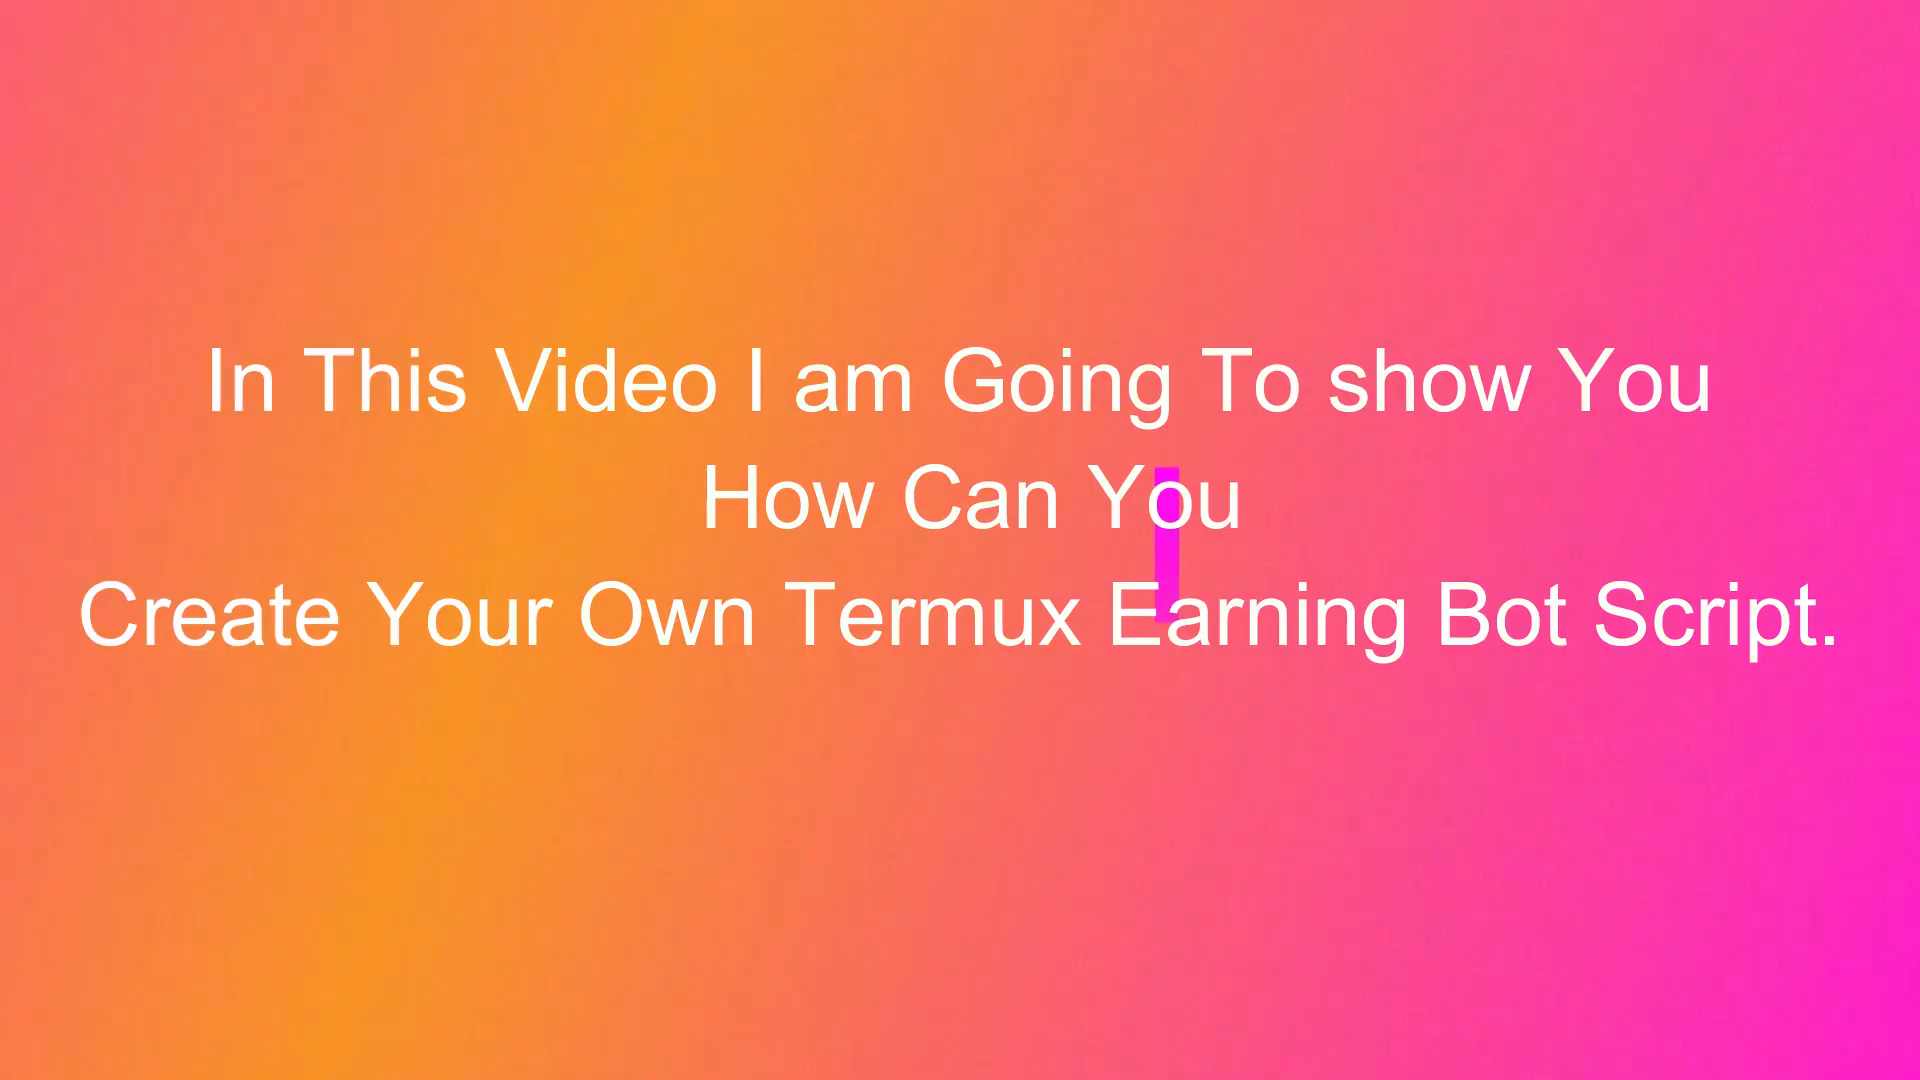 In This Video I am Going To show You
How Can You
Create Your Own Termux Earning Bot Script.